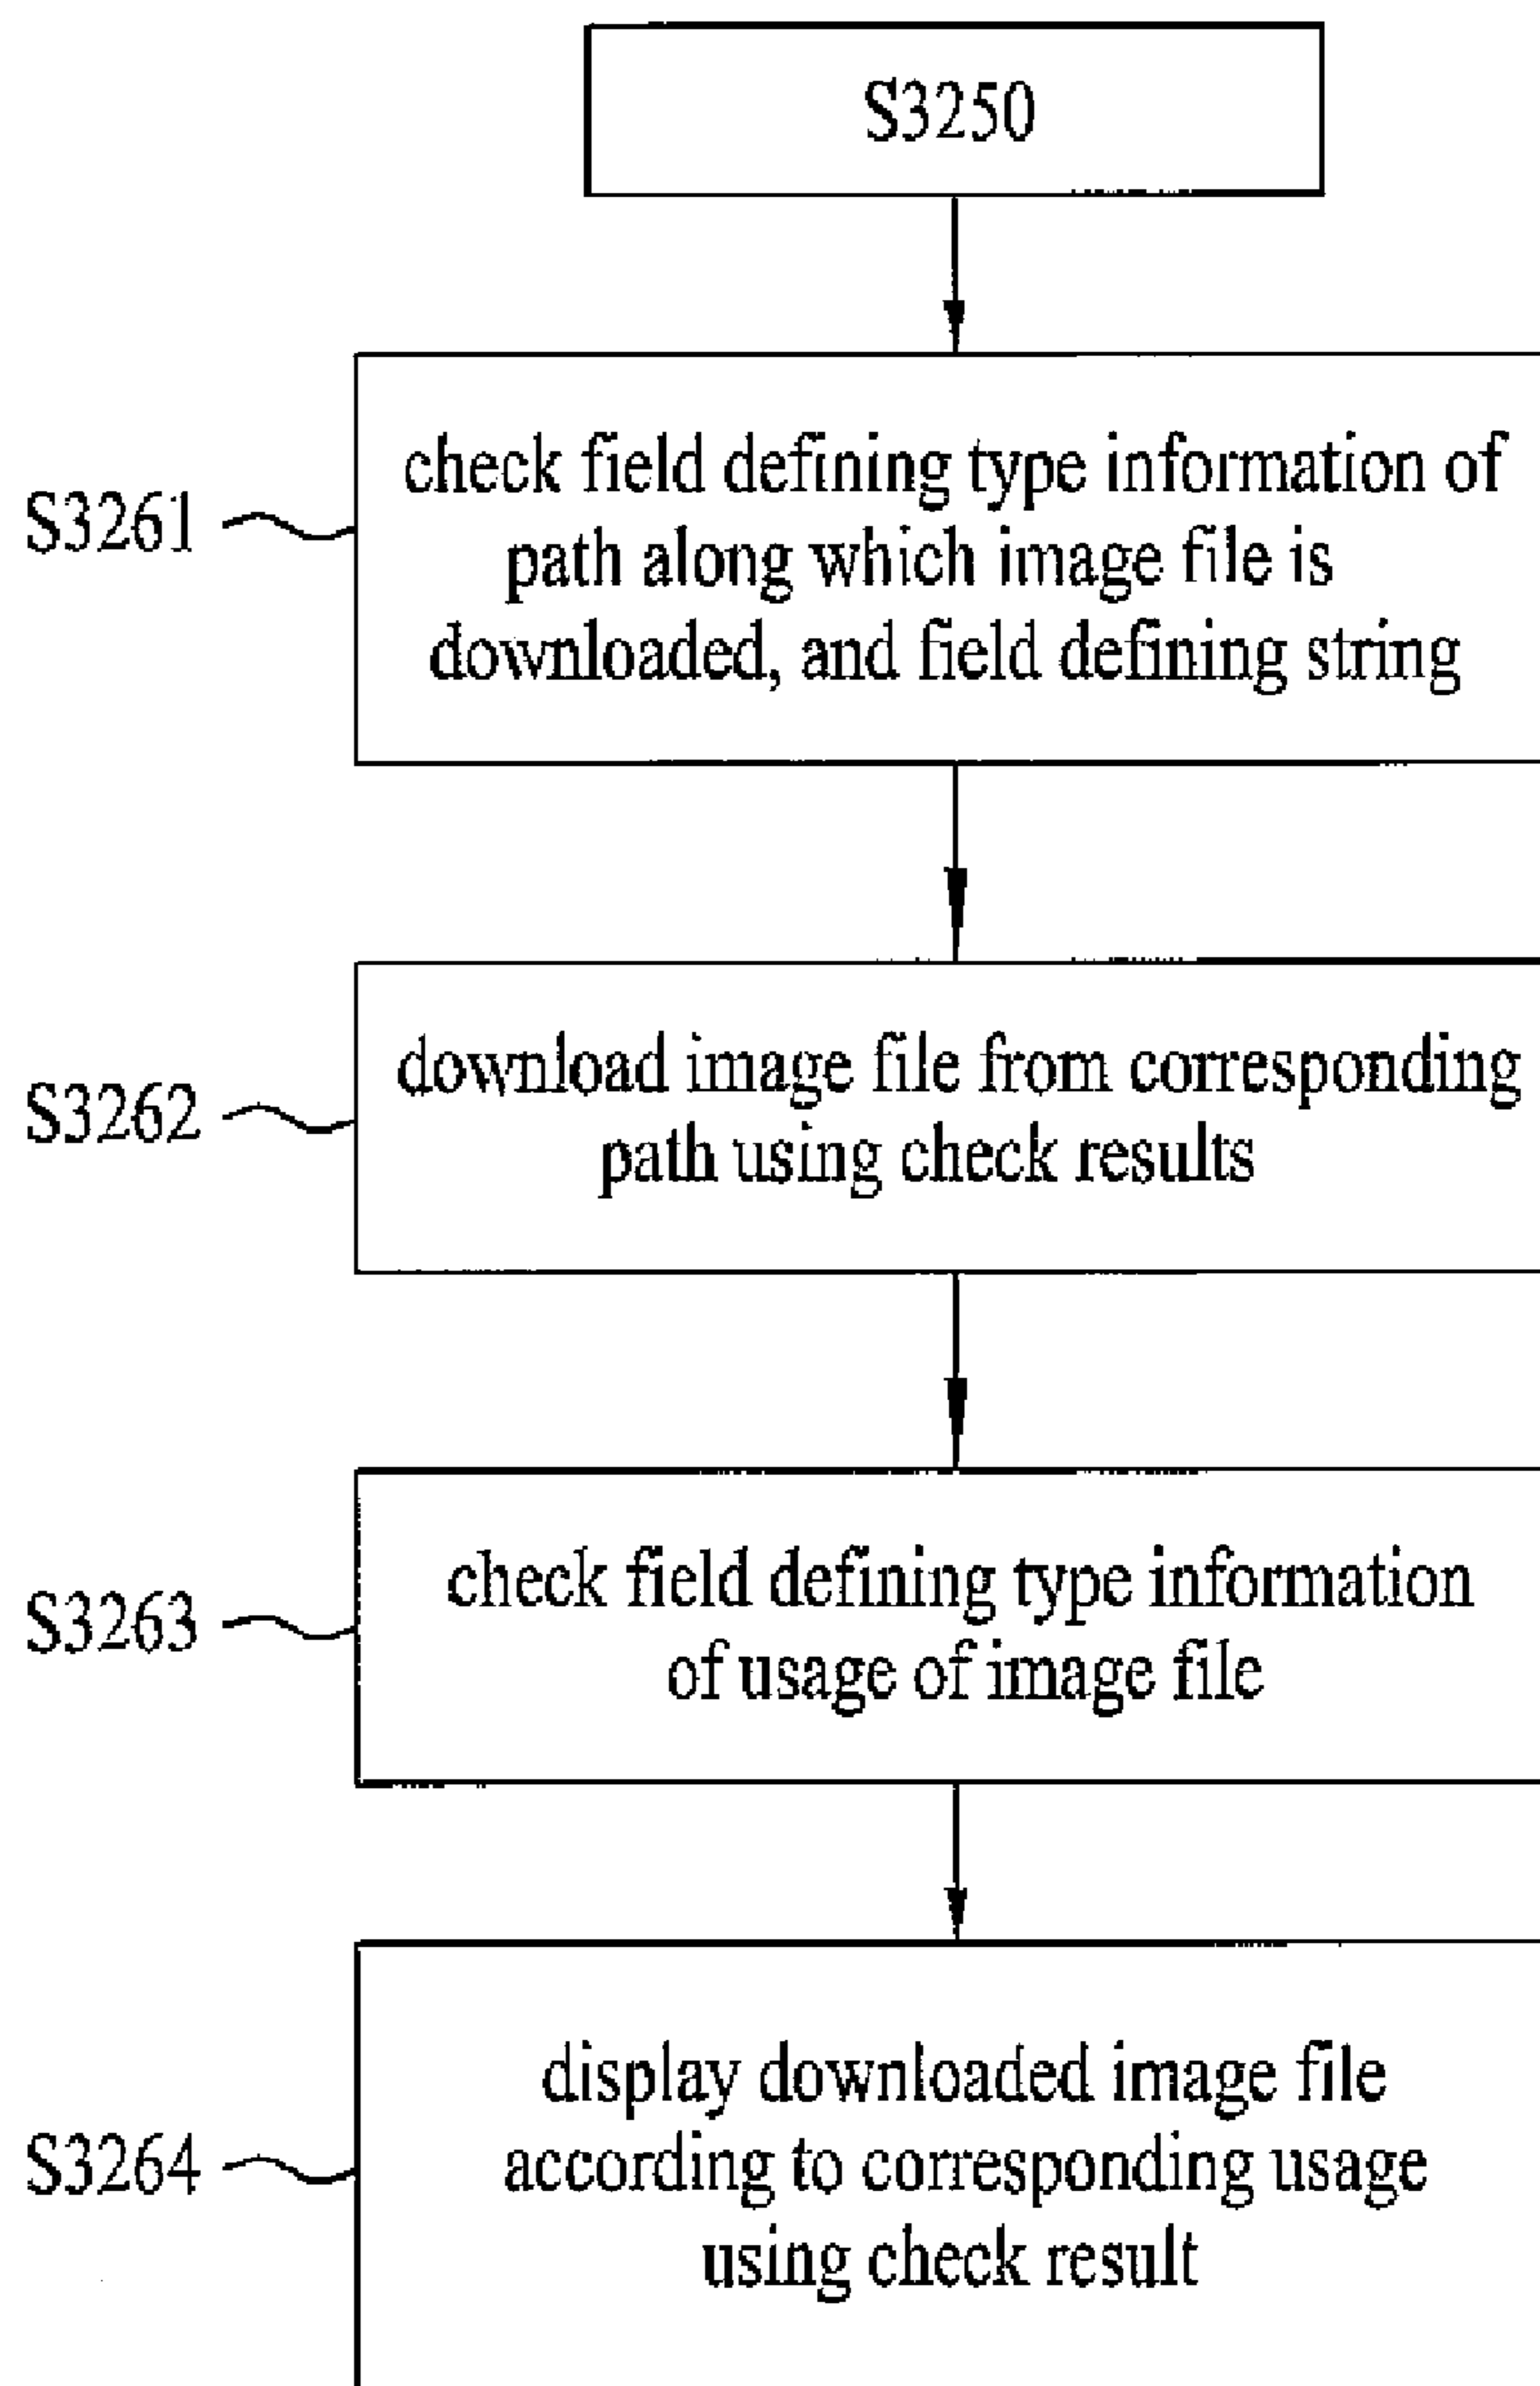 S3250
S3261
check field defining type information of
path along which image file is
downloaded, and field defining string
S3262
download image file from corresponding
path using check results
S3263
check field defining type information
of usage of image file
S3264
display downloaded image file
according to corresponding usage
using check result